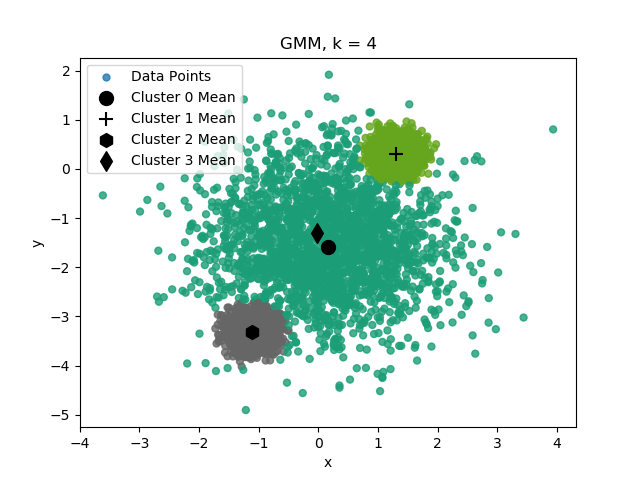 GMM, k = 4
Data Points
Cluster 0 Mean
Cluster 1 Mean
Cluster 2 Mean
Cluster 3 Mean
2
1
0
−1
−2
−3
−4
−5
y
−4 −3 −2 −1 0 1 2 3 4
x